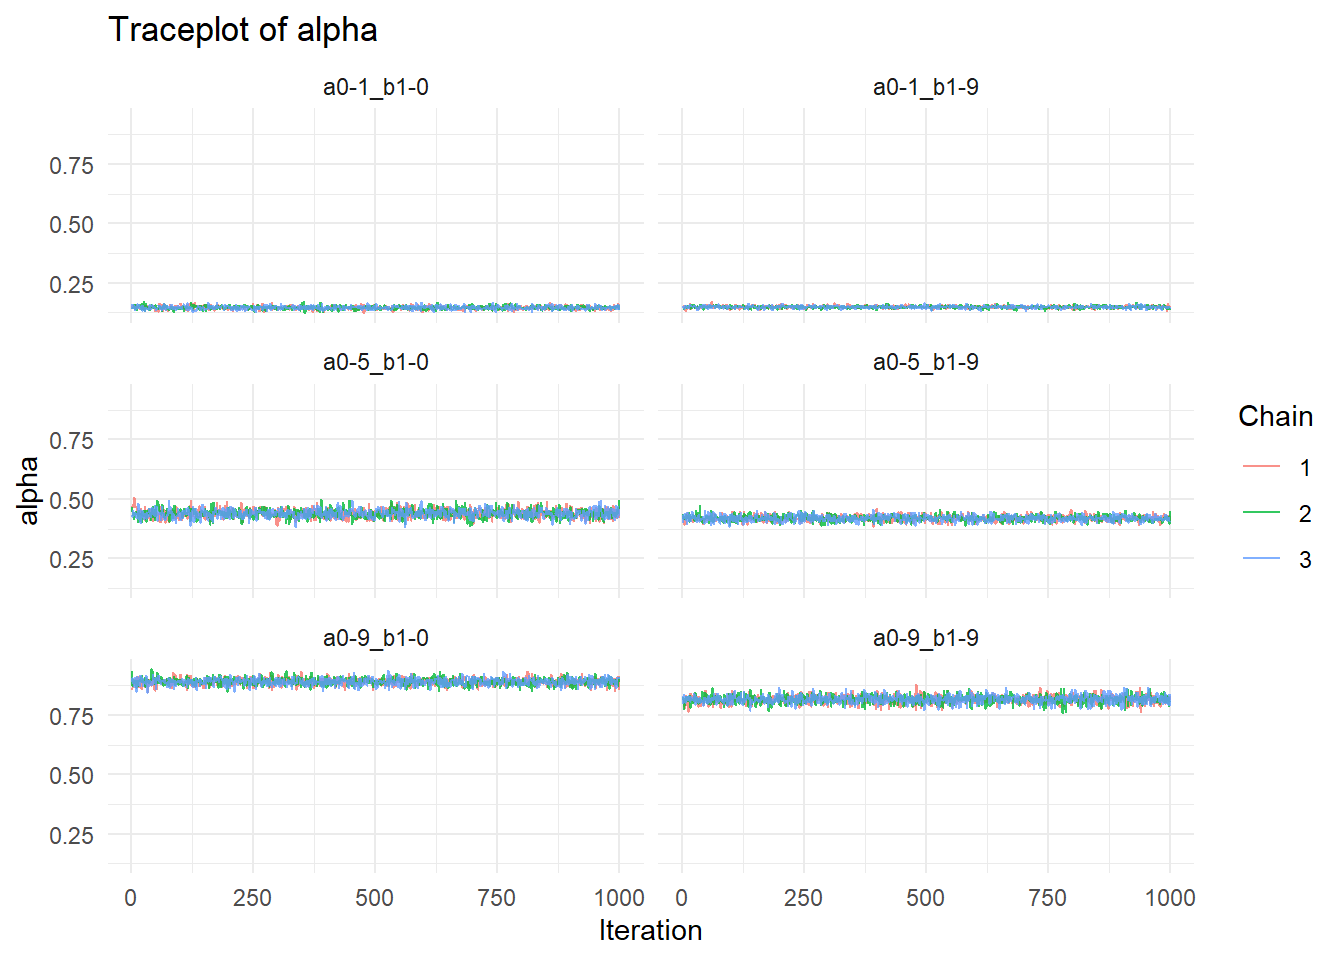 Traceplot of alpha
a0-1_b1-0 a0-1_b1-9
0.75
0.50
0.25
a0-5_b1-0 a0-5_b1-9
0.75
0.50
0.25
a0-9_b1-0 a0-9_b1-9
0.75
0.50
0.25
0 250 500 750 1000 0 250 500 750 1000
Iteration
alpha
Chain
1
2
3